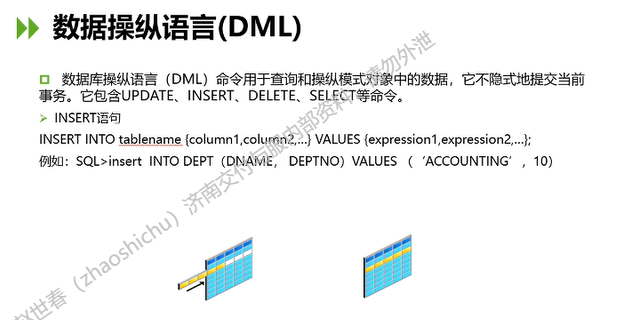 数据操纵语言(DML)
数据库操纵语言（DML）命令用于查询和操纵模式对象中的数据，它不隐式地提交当前
事务。它包含UPDATE、INSERT、DELETE、SELECT等命令。
INSERT语句
INSERT INTO tablename {column1,column2,…} VALUES {expression1,expression2,…};
例如：SQL>insert  INTO DEPT（DNAME， DEPTNO）VALUES （‘ACCOUNTING’，10）
赵世春（zhaoshichu）济南交付与服内部资料，请勿外泄